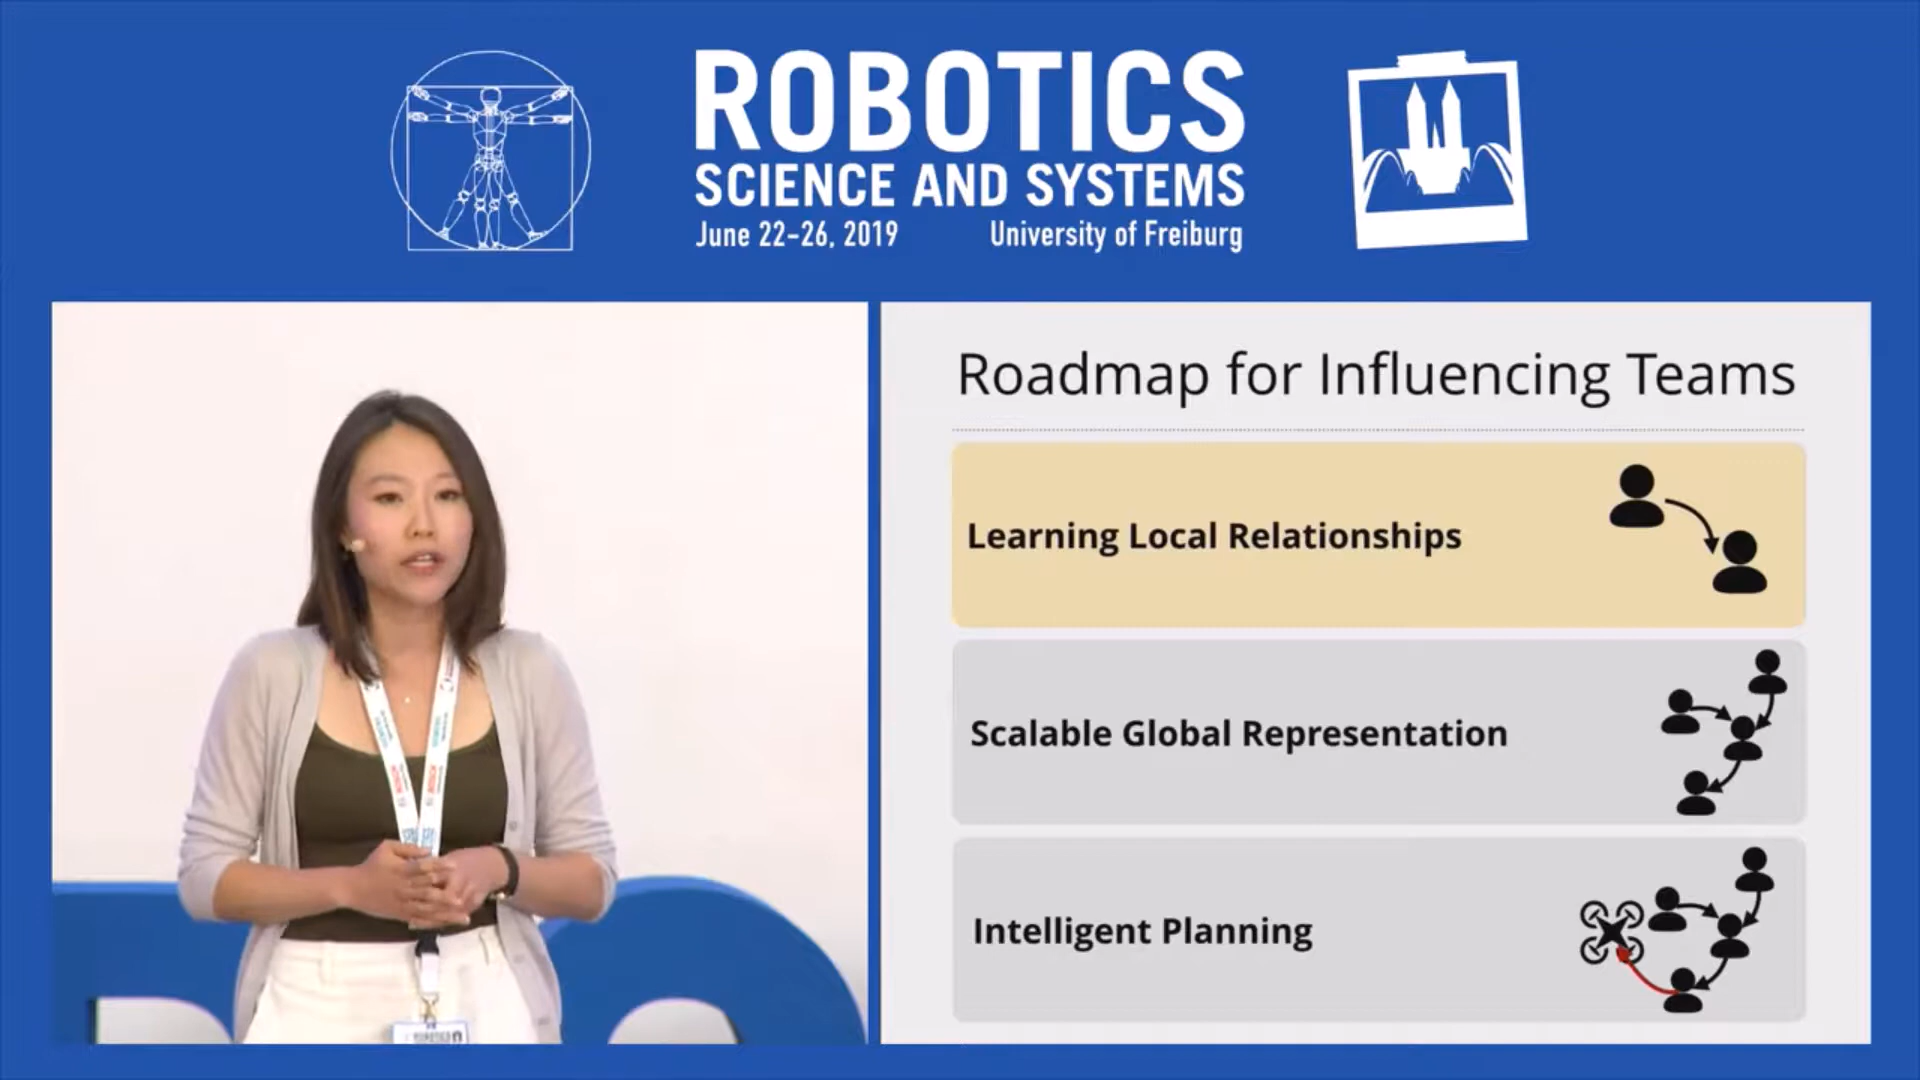 ROBOTICS
SCIENCE AND SYSTEMS
June 22-26, 2019 University of Freiburg
Roadmap for Influencing Teams
Learning Local Relationships
Scalable Global Representation
Intelligent Planning